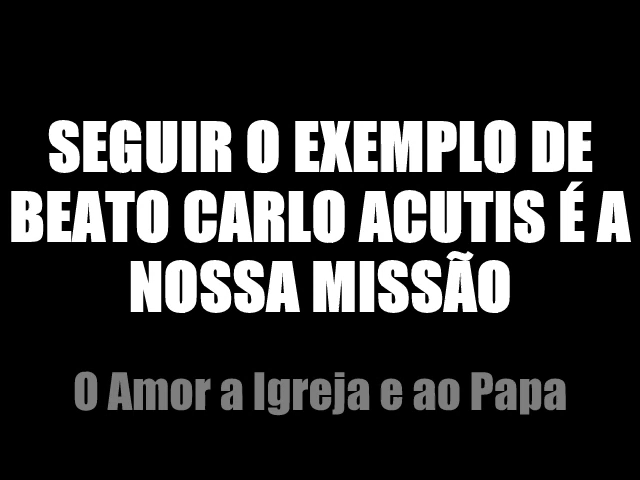 SEGUIR O EXEMPLO DE
BEATO CARLO ACUTIS É A
NOSSA MISSÃO
O Amor a Igreja e ao Papa